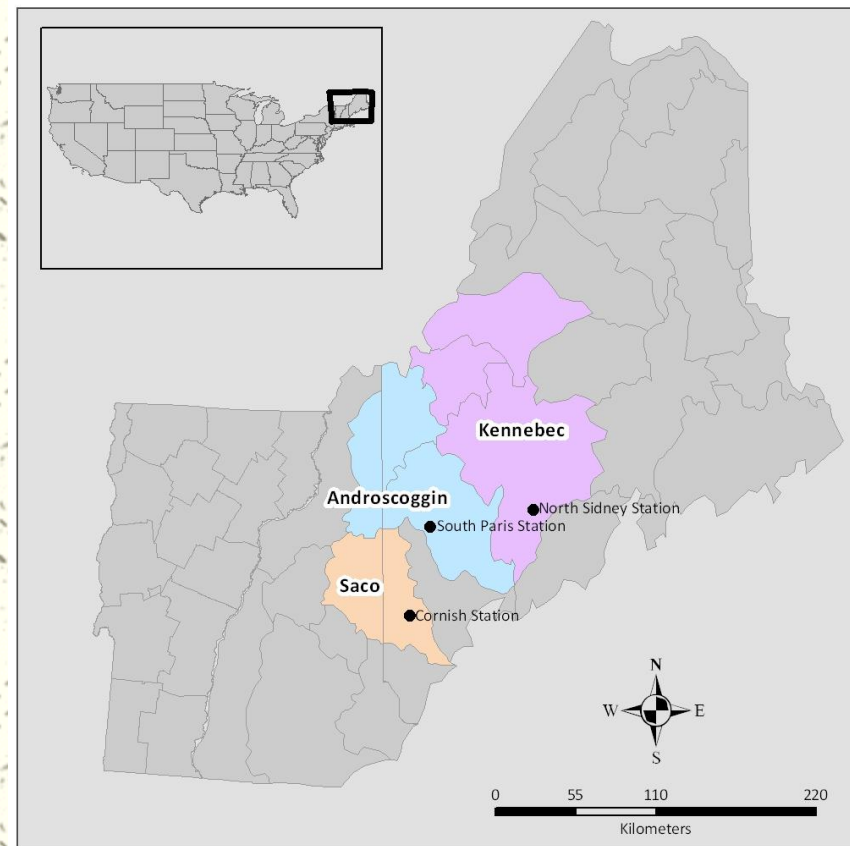 Kennebec
Androscoggin
North Sidney Station
South Paris Station
Saco
Cornish Station
N
W E
S
0 55 110 220
Kilometers